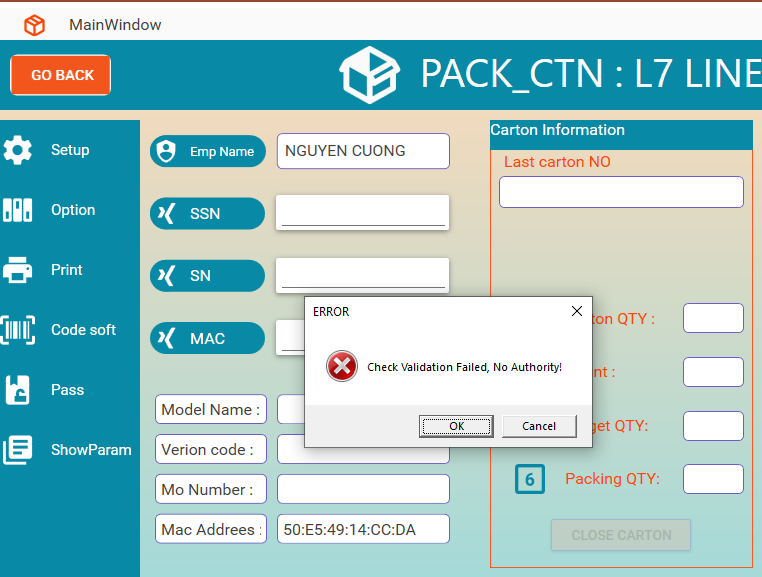 MainWindow
GO BACK
PACK_CTN : L7 LINE
Setup
Option
Print
Code soft
Pass
ShowParam
Emp Name
NGUYEN CUONG
SSN
SN
MAC
Model Name :
Verion code :
Mo Number :
Mac Addrees :
50:E5:49:14:CC:DA
Carton Information
Last carton NO
ton QTY :
nt :
get QTY:
6
Packing QTY:
CLOSE CARTON
ERROR
Check Validation Failed, No Authority!
OK
Cancel